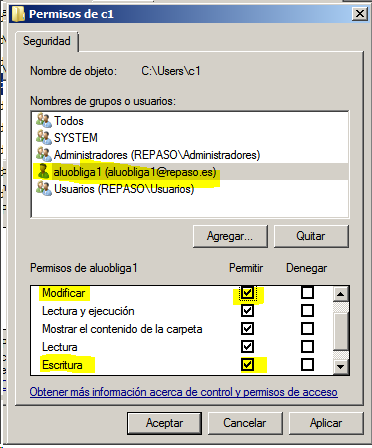 Permisos de c1
Seguridad
Nombre de objeto: C:\Users\c1
Nombres de grupos o usuarios:
Todos
SYSTEM
Administradores (REPASO\Administradores)
aluobliga1 (aluobliga1@repaso.es)
Usuarios (REPASO\Usuarios)
Agregar... Quitar
Permisos de aluobliga1 Permitir Denegar
Modificar
Lectura y ejecución
Mostrar el contenido de la carpeta
Lectura
Escritura
Obtener más información acerca de control y permisos de acceso
Aceptar Cancelar Aplicar